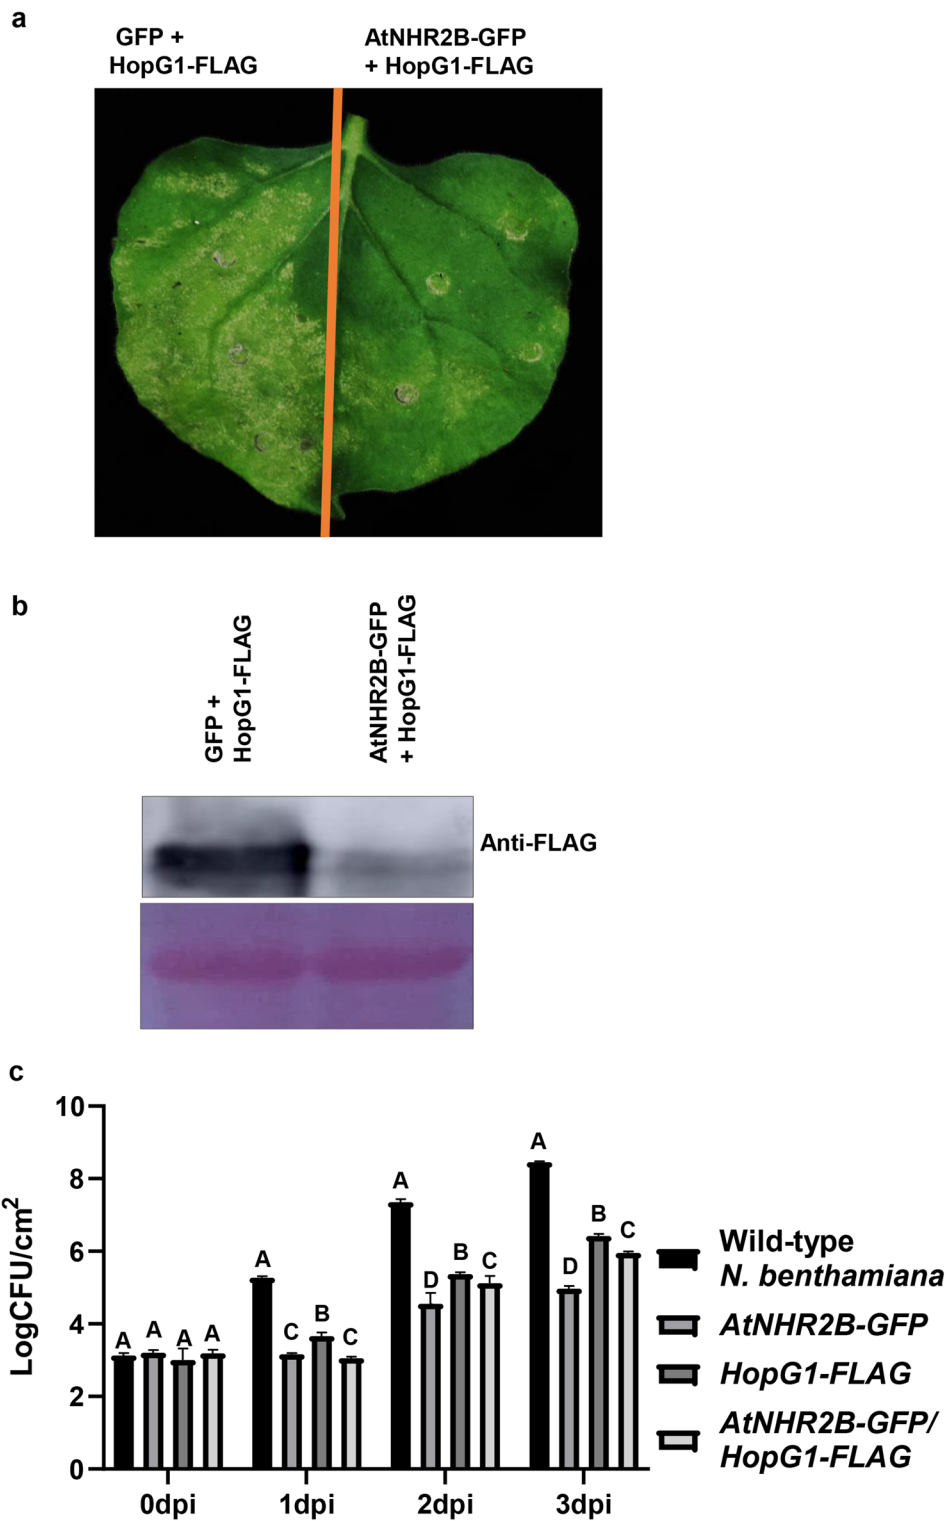 a
GFP +
HopG1-FLAG
AtNHR2B-GFP
+ HopG1-FLAG
b
GFP +
HopG1-FLAG
AtNHR2B-GFP
+ HopG1-FLAG
Anti-FLAG
c
LogCFU/cm²
10
8
6
4
2
0
A A A A
A C B C
A D B C
A D B C
0dpi 1dpi 2dpi 3dpi
Wild-type
N. benthamiana
AtNHR2B-GFP
HopG1-FLAG
AtNHR2B-GFP/
HopG1-FLAG